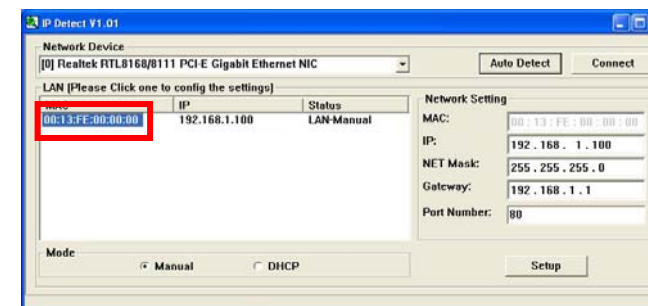 IP Detect V1.01
Network Device
[0] Realtek RTL8168/8111 PCI-E Gigabit Ethernet NIC
Auto Detect
Connect
LAN [Please Click one to config the settings]
MAC IP Status
00:13:FE:00:00:00 192.168.1.100 LAN-Manual
Network Setting
MAC: 00 : 13 : FE : 00 : 00 : 00
IP: 192 . 168 . 1 . 100
NET Mask: 255 . 255 . 255 . 0
Gateway: 192 . 168 . 1 . 1
Port Number: 80
Mode
Manual DHCP
Setup